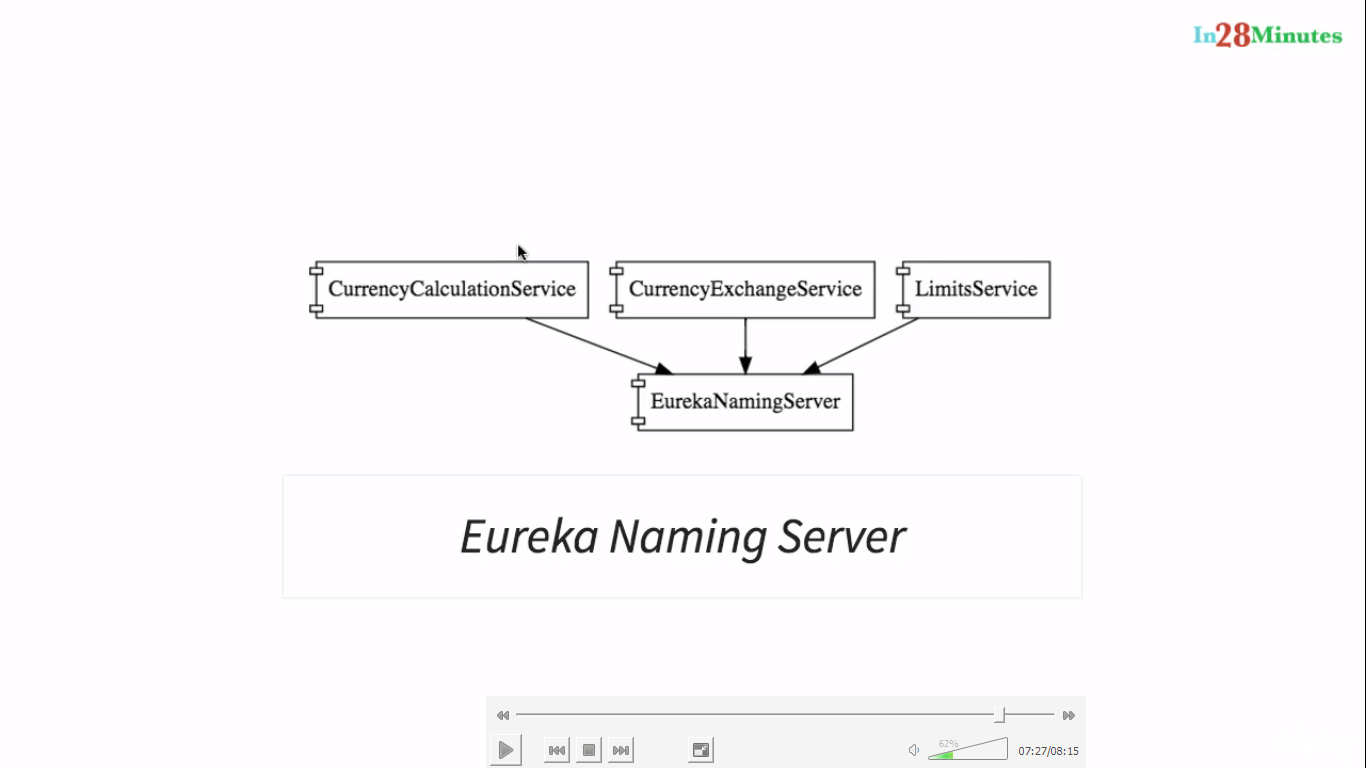 In28Minutes
CurrencyCalculationService
CurrencyExchangeService
LimitsService
EurekaNamingServer
Eureka Naming Server
62%
07:27/08:15